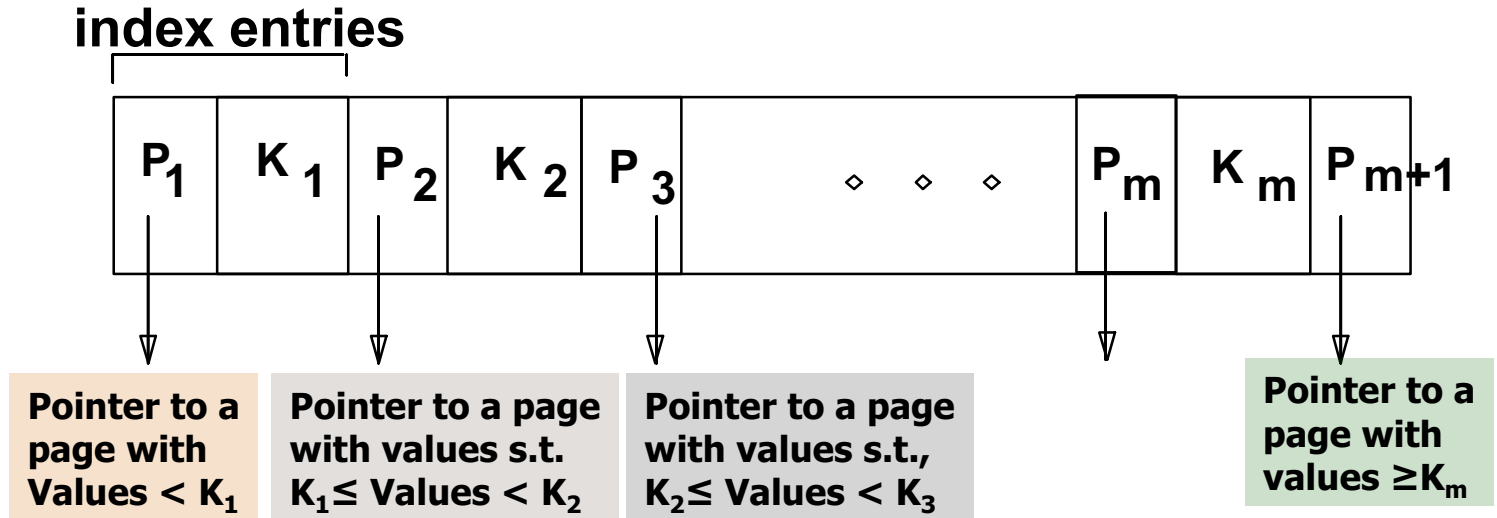 index entries
P₁ K₁ P₂ K₂ P₃ ⋄ ⋄ ⋄ Pₘ Kₘ Pₘ₊₁
Pointer to a
page with
Values < K₁
Pointer to a page
with values s.t.
K₁≤ Values < K₂
Pointer to a page
with values s.t.,
K₂≤ Values < K₃
Pointer to a
page with
values ≥Kₘ